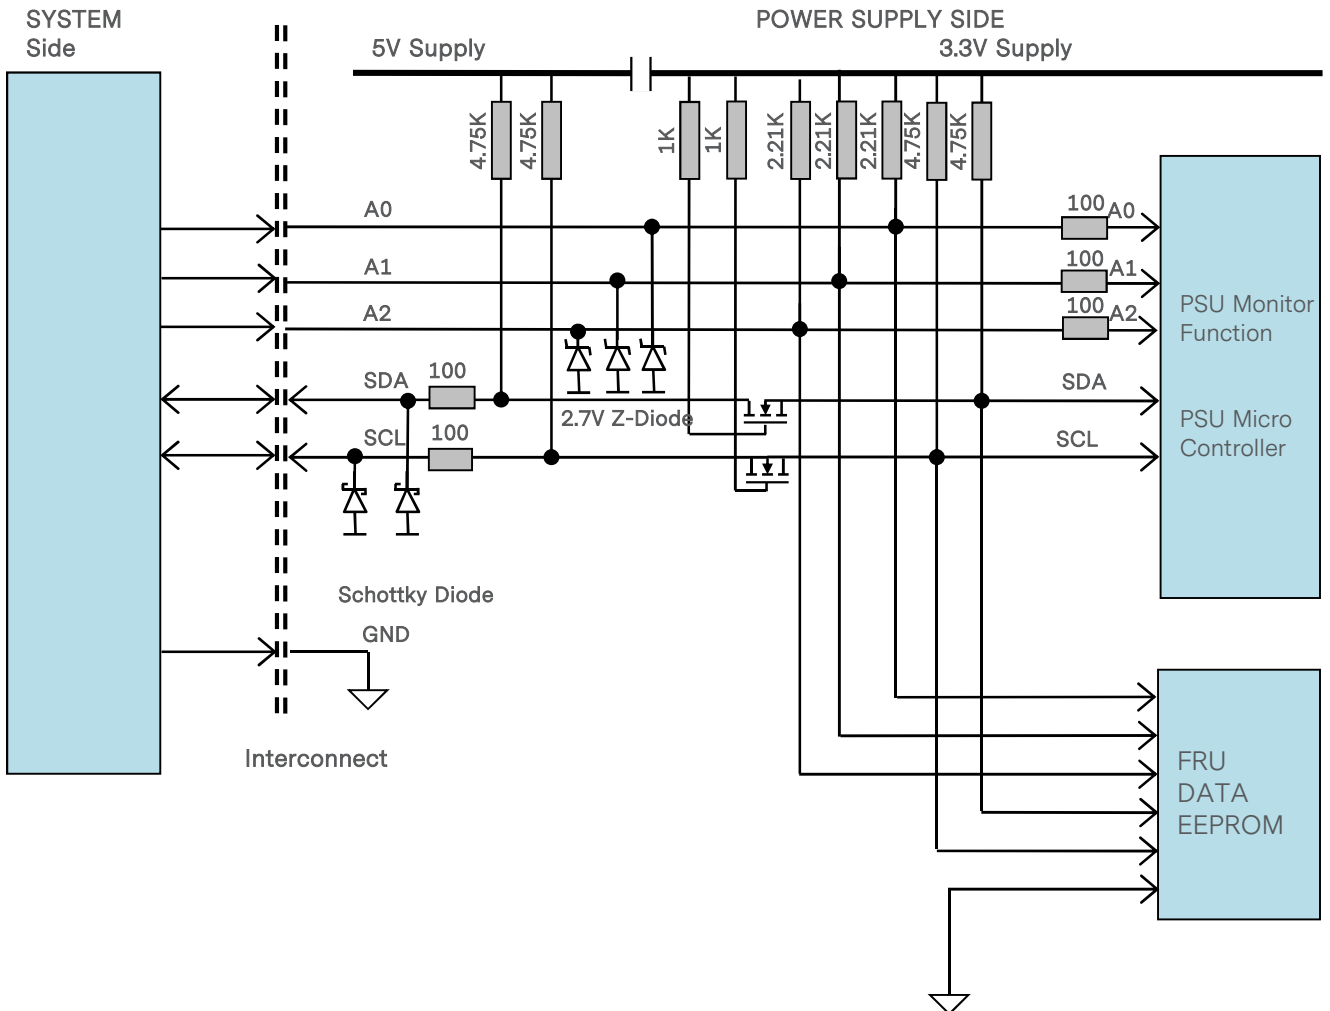 SYSTEM
Side
POWER SUPPLY SIDE
5V Supply
3.3V Supply
4.75K
4.75K
1K
1K
2.21K
2.21K
2.21K
4.75K
4.75K
A0
100
A0
A1
100
A1
A2
100
A2
PSU Monitor
Function
SDA
100
SDA
2.7V Z-Diode
PSU Micro
Controller
SCL
100
SCL
Schottky Diode
GND
Interconnect
FRU
DATA
EEPROM